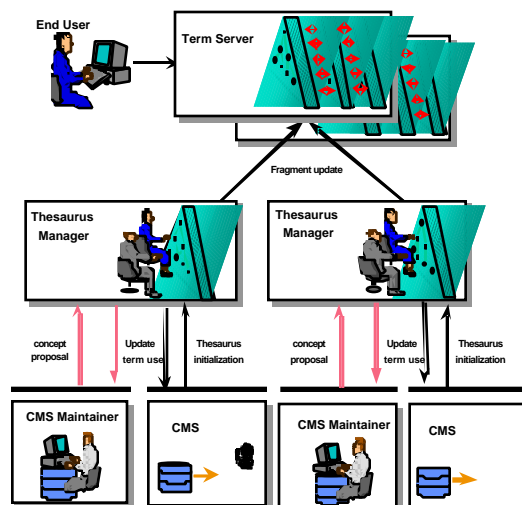 End User
Term Server
Fragment update
Thesaurus
Manager
Thesaurus
Manager
concept
proposal
Update
term use
Thesaurus
initialization
concept
proposal
Update
term use
Thesaurus
initialization
CMS Maintainer
CMS
CMS Maintainer
CMS